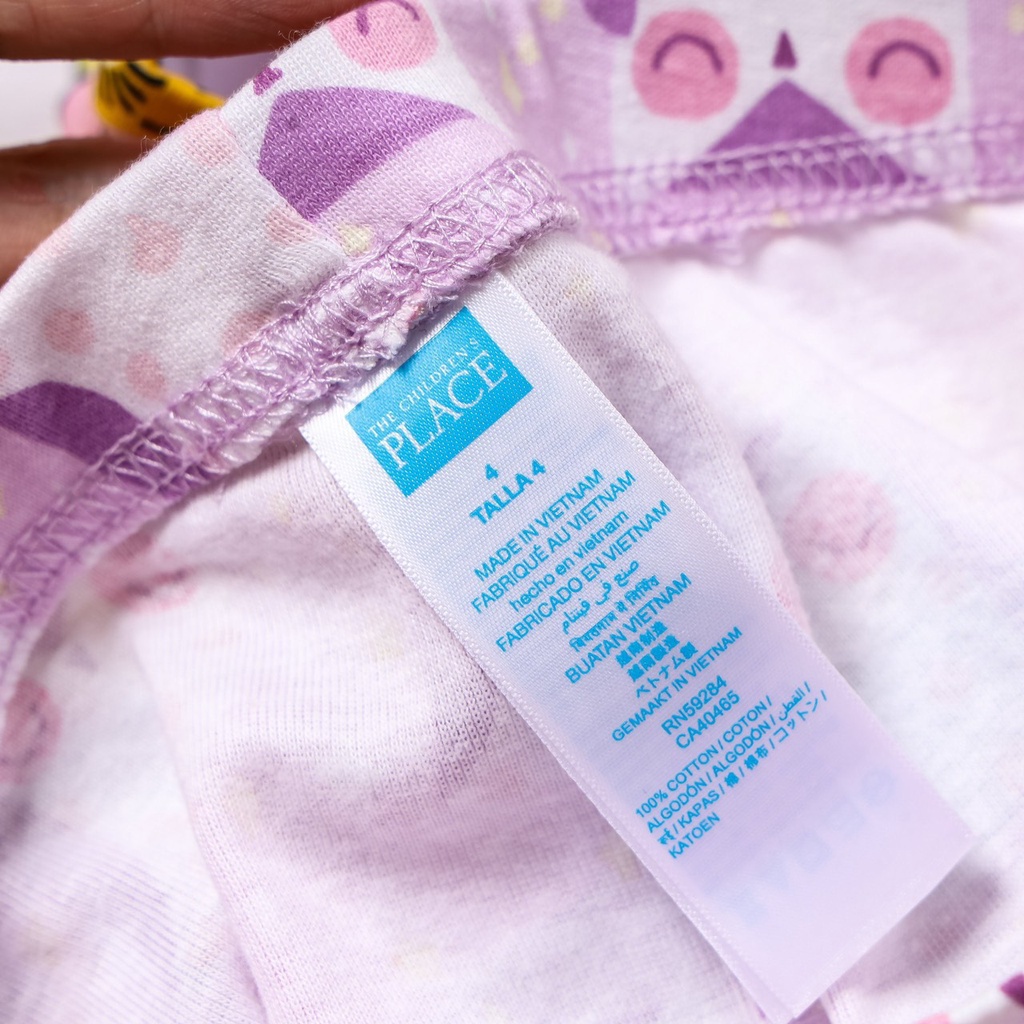 THE CHILDREN'S
PLACE
4
TALLA 4
MADE IN VIETNAM
FABRIQUÉ AU VIETNAM
hecho en vietnam
FABRICADO EN VIETNAM
صنع في فيتنام
वियतनाम में निर्मित
BUATAN VIETNAM
越南制造
越南製造
ベトナム製
GEMAAKT IN VIETNAM
RN59284
CA40465
100% COTTON / COTON /
ALGODÓN / ALGODÓN / القطن /
रुई / KAPAS / 棉 / 棉布 / コットン /
KATOEN